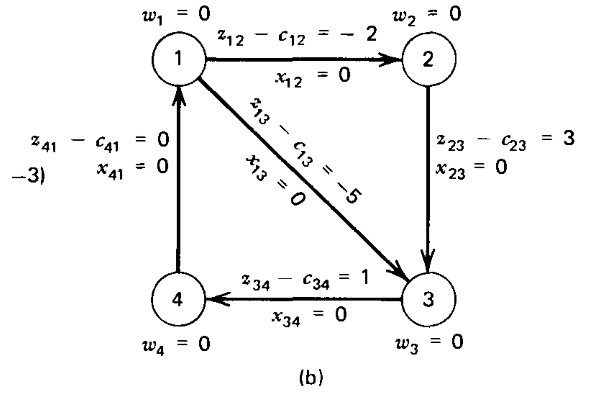 w₁ = 0
w₂ = 0
z₁₂ − c₁₂ = − 2
1
2
x₁₂ = 0
z₁₃ − c₁₃ = −5
x₁₃ = 0
z₄₁ − c₄₁ = 0
z₂₃ − c₂₃ = 3
−3)
x₄₁ = 0
x₂₃ = 0
z₃₄ − c₃₄ = 1
4
3
x₃₄ = 0
w₄ = 0
w₃ = 0
(b)